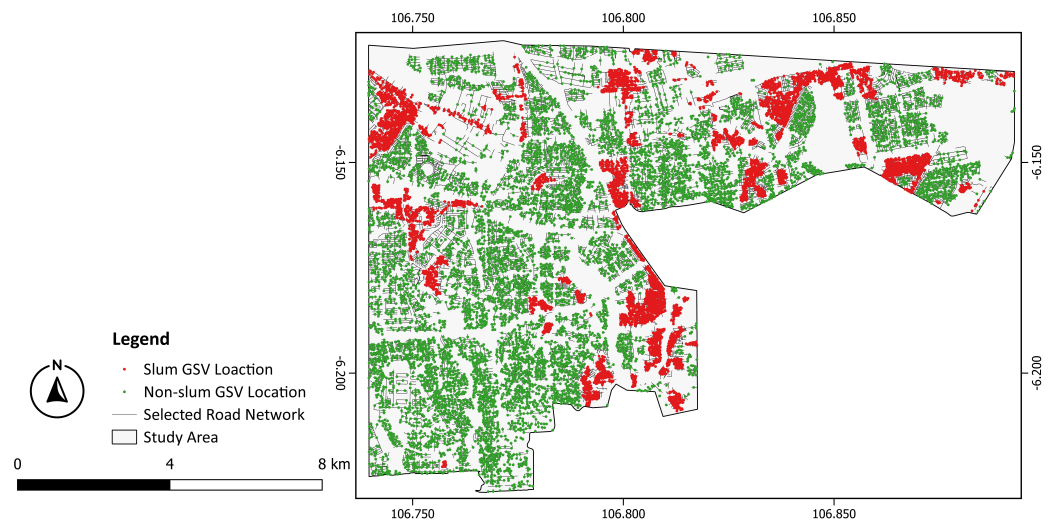 106.750 106.800 106.850
-6.150
-6.150
-6.200
-6.200
Legend
N
Slum GSV Loaction
Non-slum GSV Location
Selected Road Network
Study Area
0 4 8 km
106.750 106.800 106.850